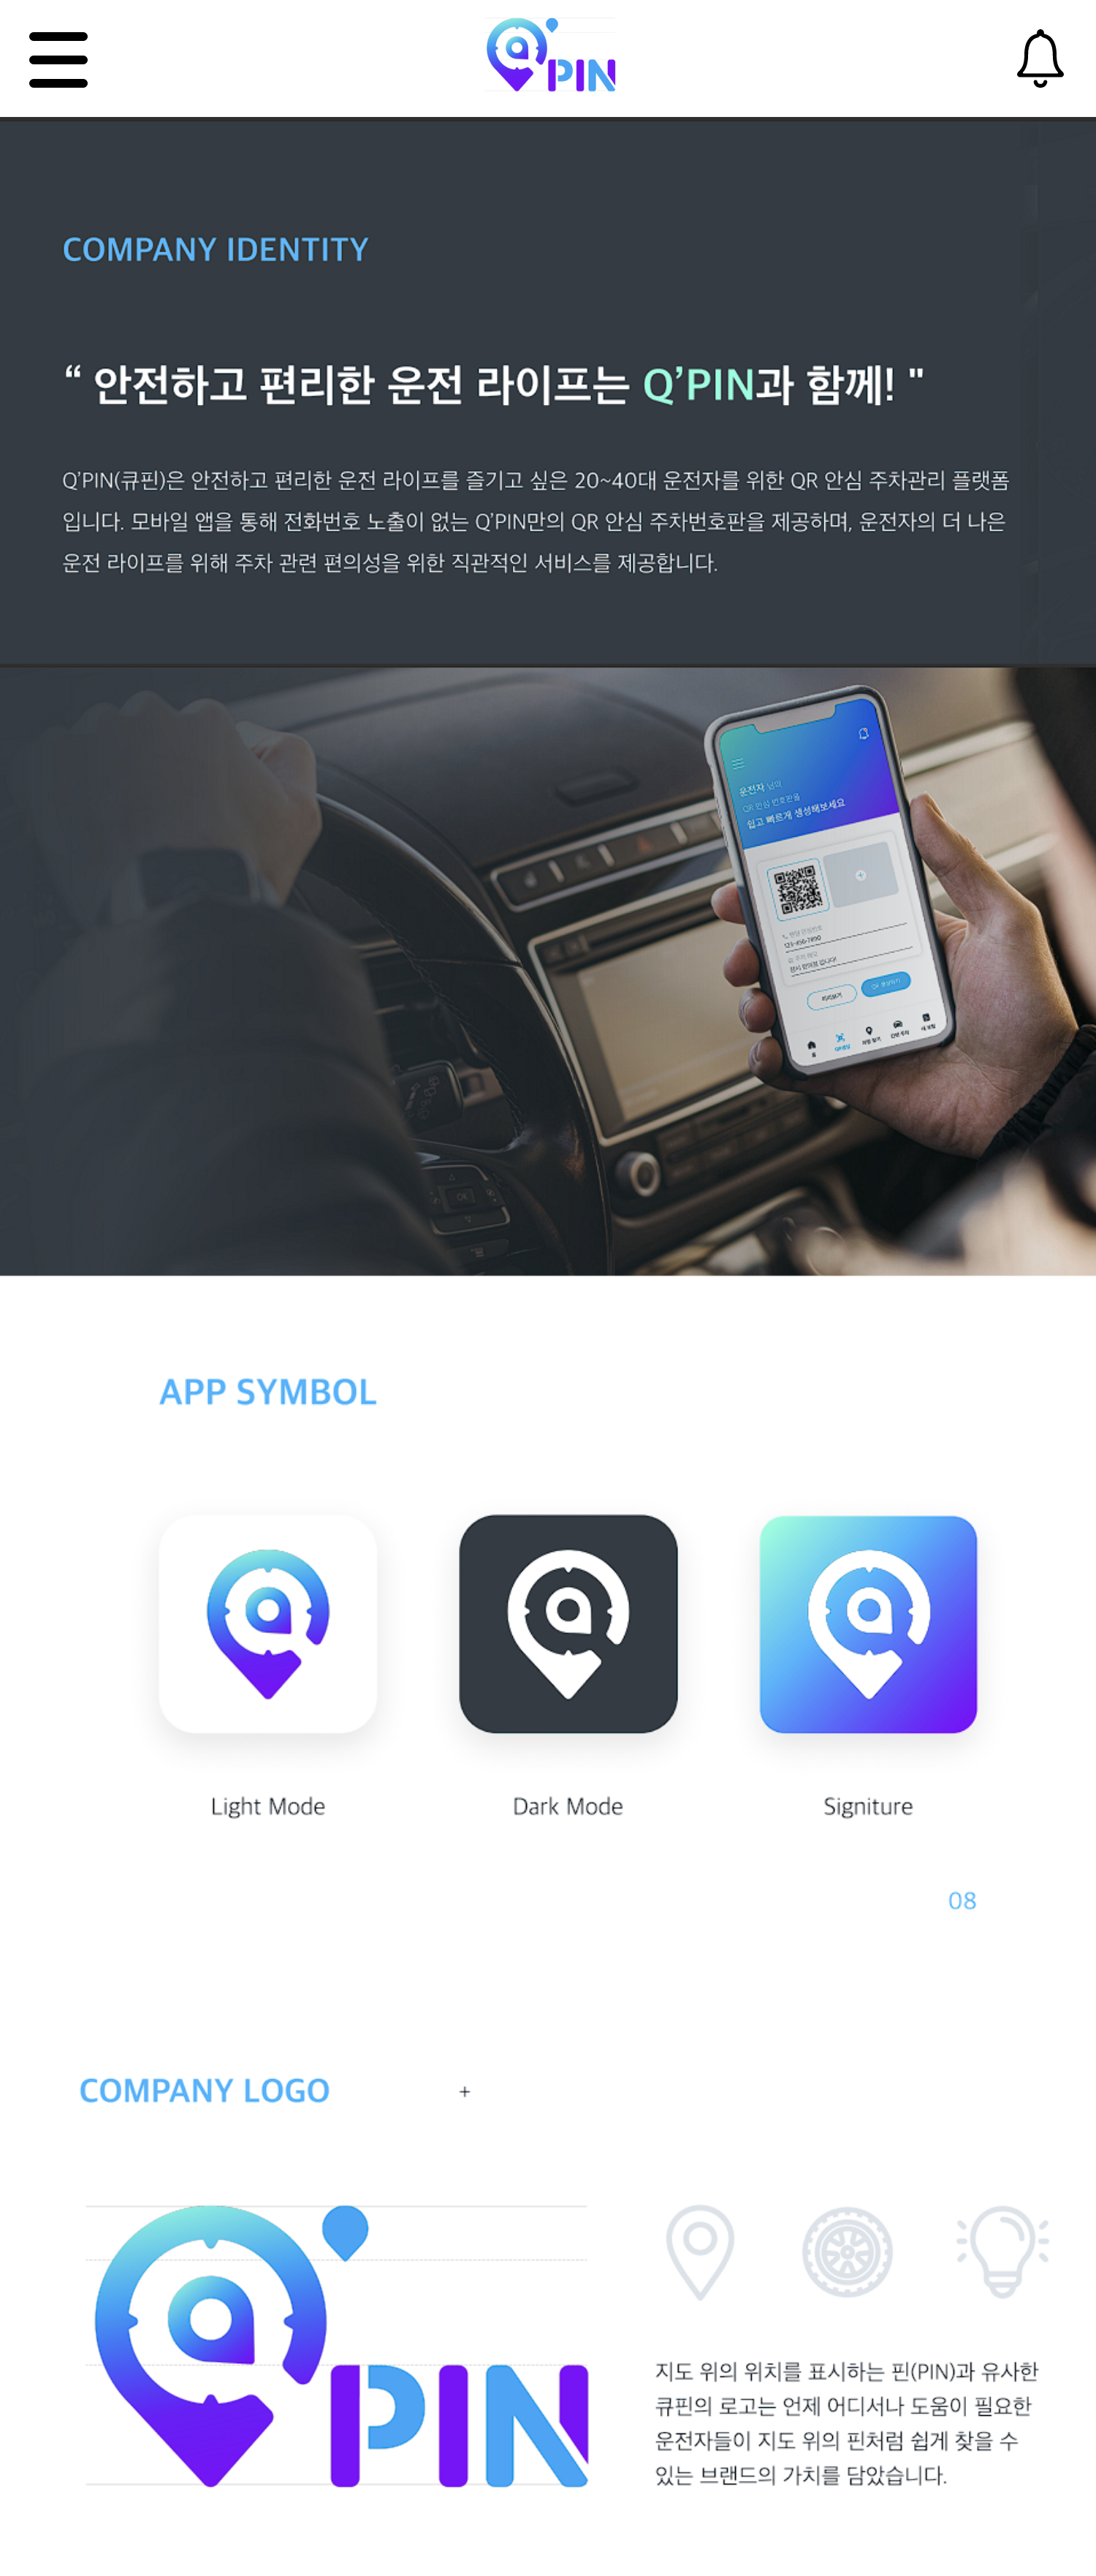 Q'PIN
COMPANY IDENTITY
“ 안전하고 편리한 운전 라이프는 Q’PIN과 함께! "
Q’PIN(큐핀)은 안전하고 편리한 운전 라이프를 즐기고 싶은 20~40대 운전자를 위한 QR 안심 주차관리 플랫폼
입니다. 모바일 앱을 통해 전화번호 노출이 없는 Q’PIN만의 QR 안심 주차번호판을 제공하며, 운전자의 더 나은
운전 라이프를 위해 주차 관련 편의성을 위한 직관적인 서비스를 제공합니다.
운전자 님의
QR 안심 번호판을
쉽고 빠르게 생성해보세요
123-456-7890
미리보기
홈
OK
APP SYMBOL
Light Mode
Dark Mode
Signiture
08
COMPANY LOGO
+
Q'PIN
지도 위의 위치를 표시하는 핀(PIN)과 유사한
큐핀의 로고는 언제 어디서나 도움이 필요한
운전자들이 지도 위의 핀처럼 쉽게 찾을 수
있는 브랜드의 가치를 담았습니다.